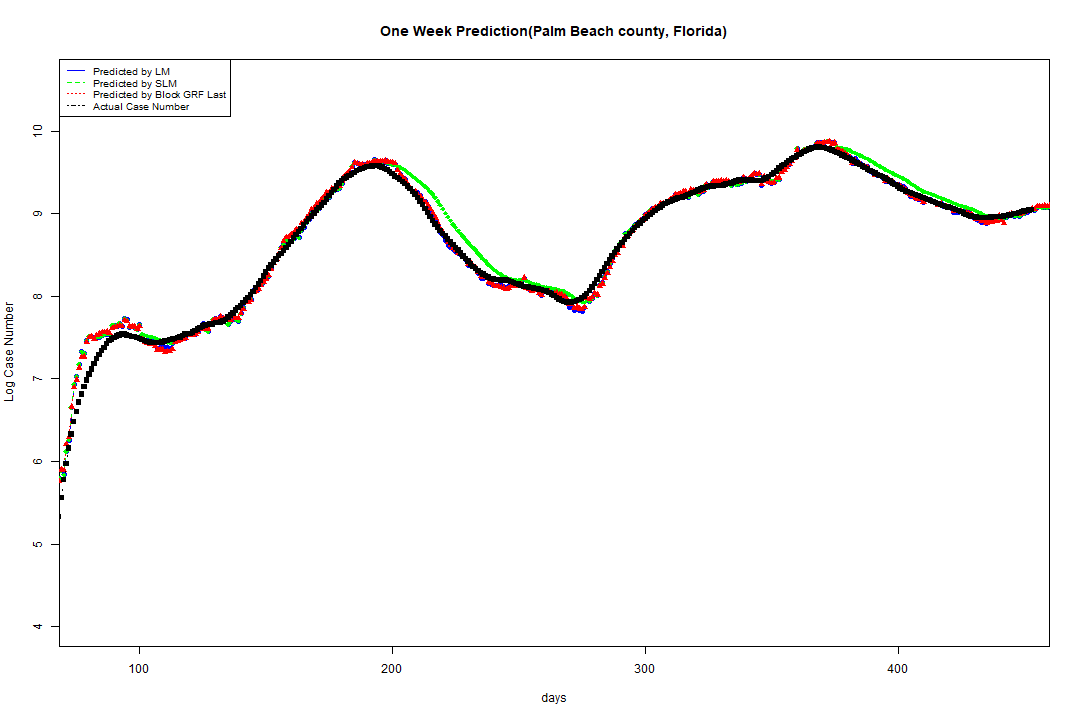 One Week Prediction(Palm Beach county, Florida)
Predicted by LM
Predicted by SLM
Predicted by Block GRF Last
Actual Case Number
Log Case Number
10
9
8
7
6
5
4
100 200 300 400
days